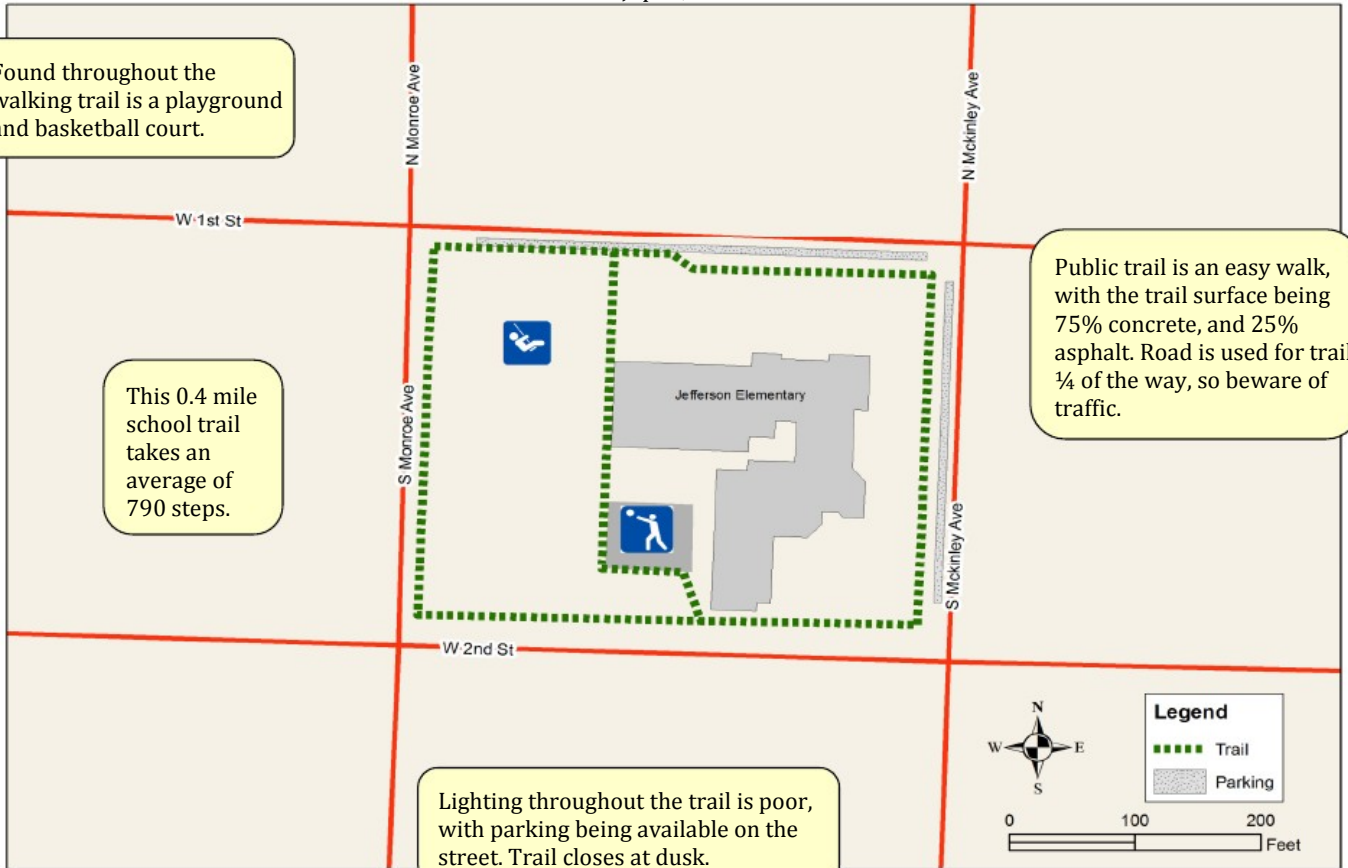 Found throughout the
walking trail is a playground
and basketball court.
N Monroe Ave
N Mckinley Ave
W 1st St
Public trail is an easy walk,
with the trail surface being
75% concrete, and 25%
asphalt. Road is used for trail
¼ of the way, so beware of
traffic.
This 0.4 mile
school trail
takes an
average of
790 steps.
S Monroe Ave
Jefferson Elementary
S Mckinley Ave
W 2nd St
N
W E
S
Legend
Trail
Parking
0 100 200
Feet
Lighting throughout the trail is poor,
with parking being available on the
street. Trail closes at dusk.